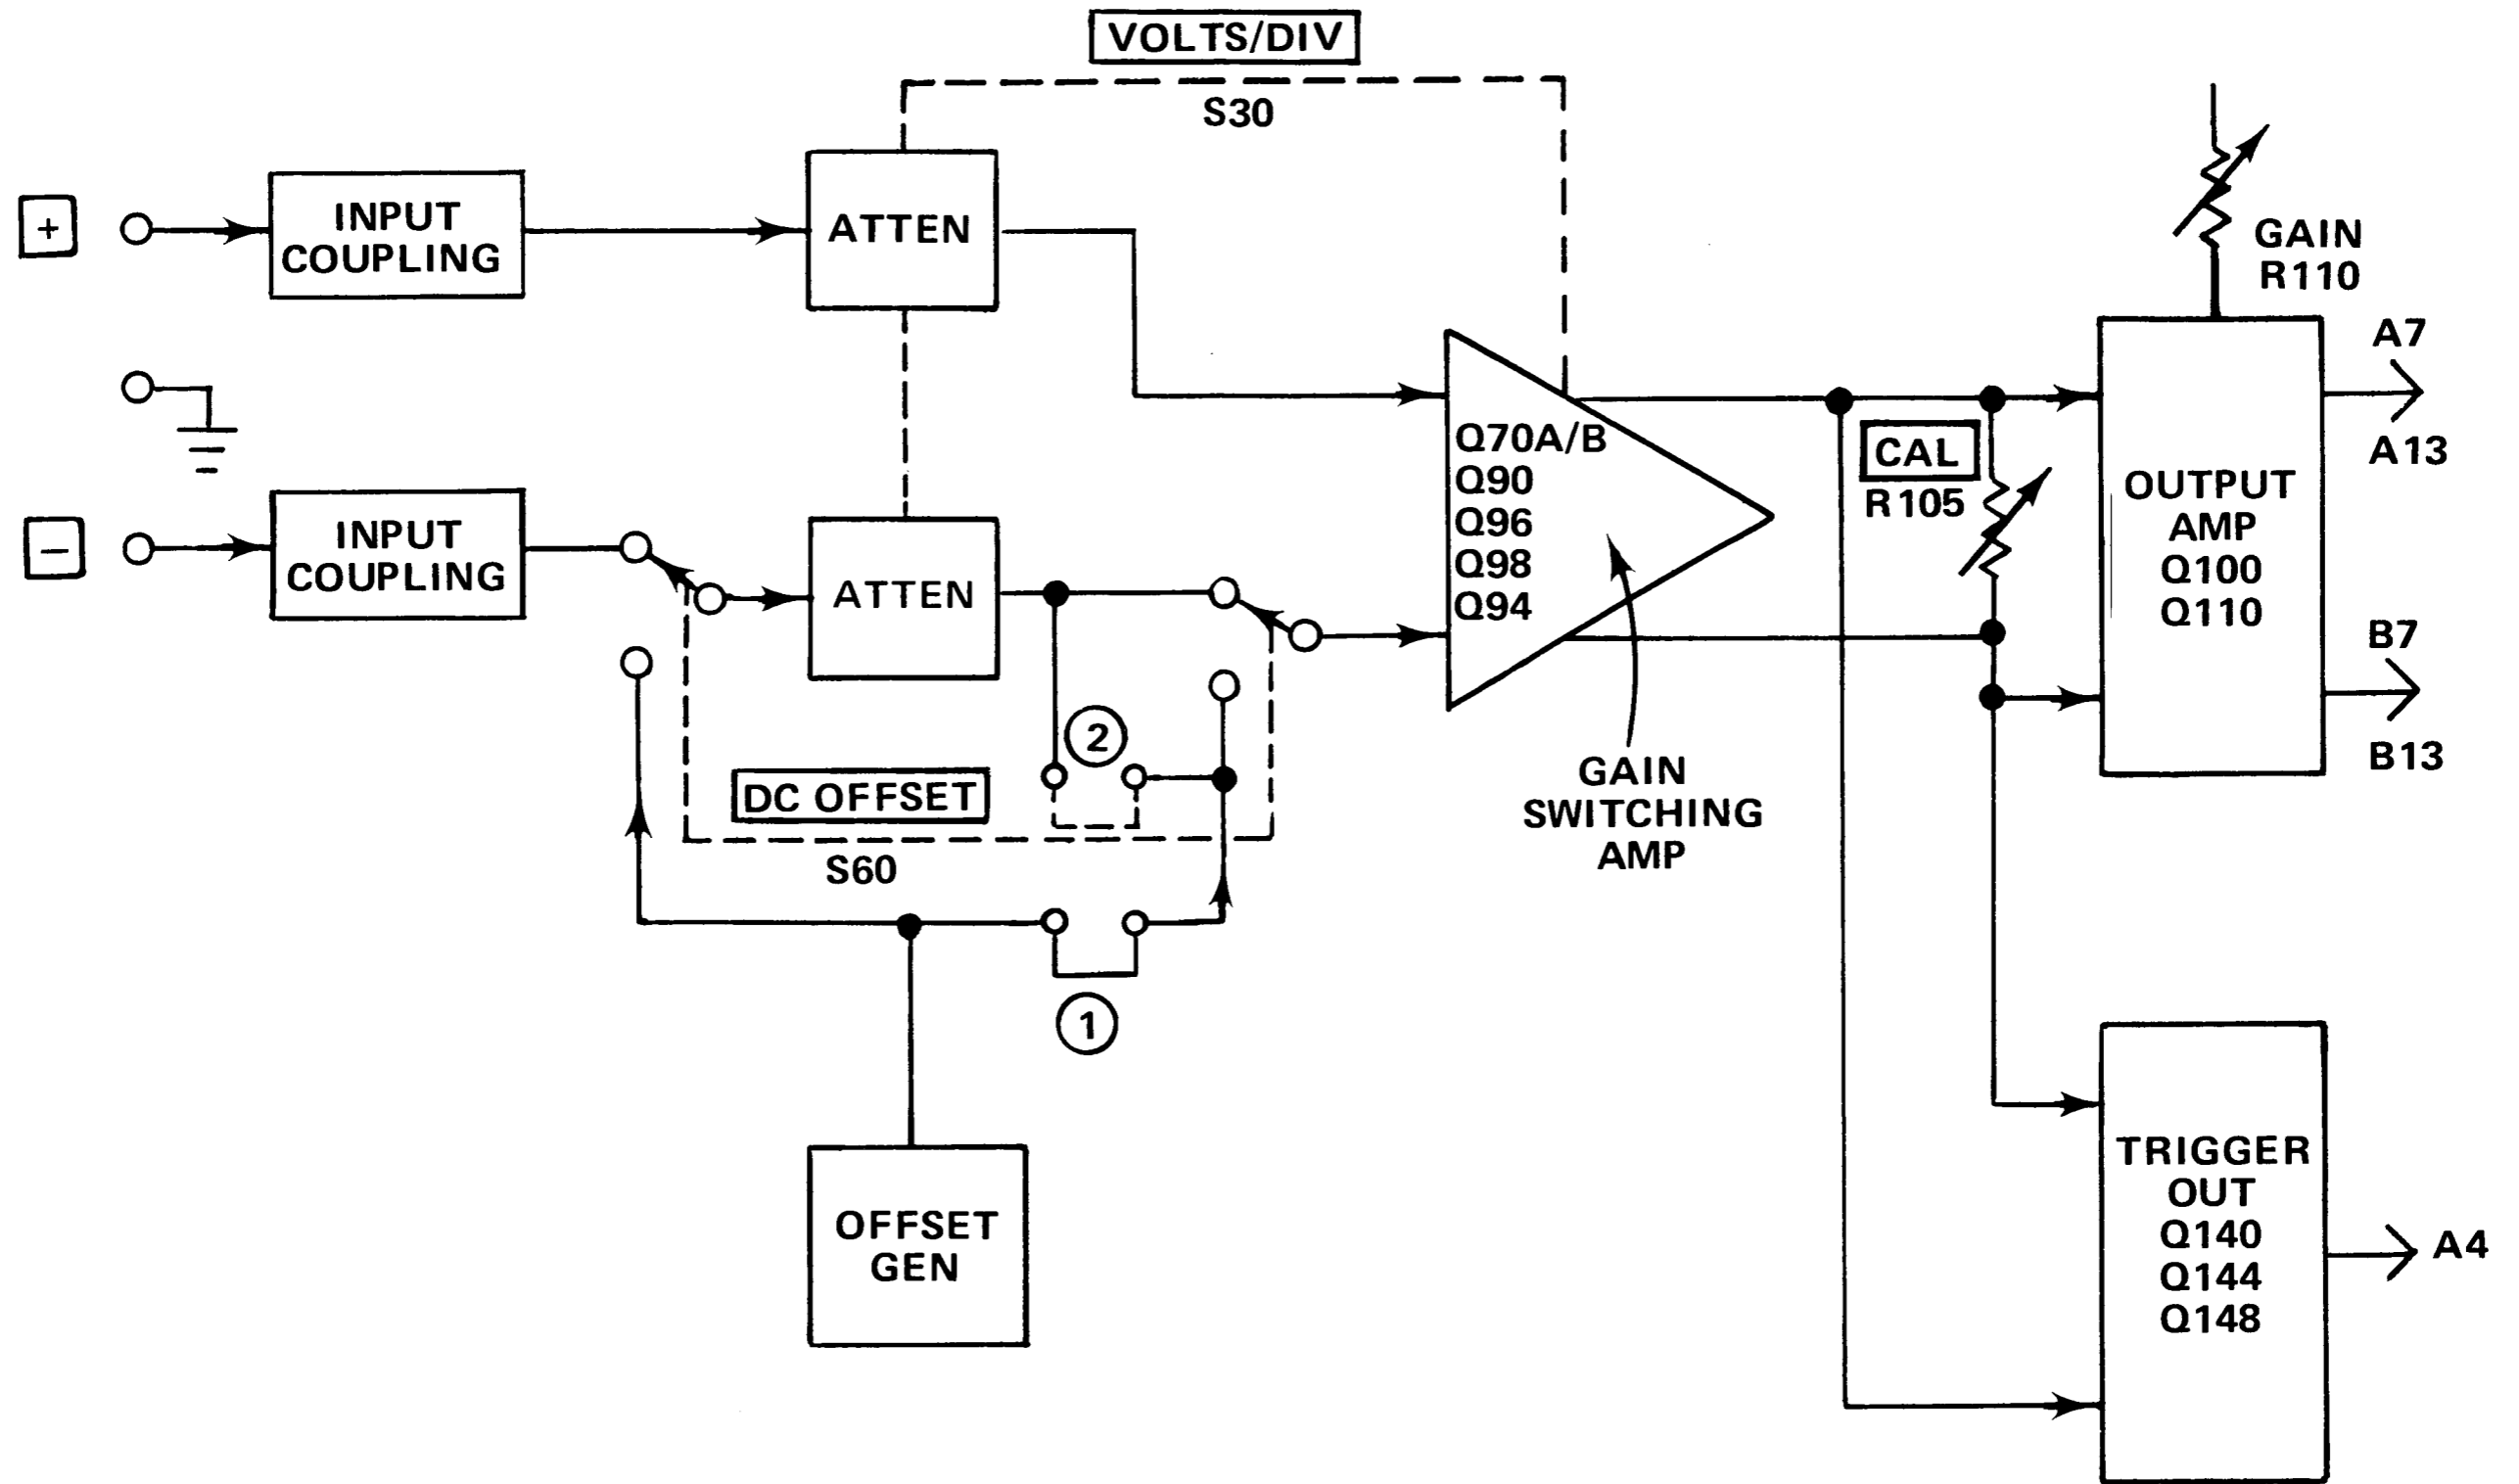 VOLTS/DIV
S30
+
INPUT
COUPLING
ATTEN
GAIN
R110
A7
A13
Q70A/B
Q90
Q96
Q98
Q94
CAL
R105
OUTPUT
AMP
Q100
Q110
−
INPUT
COUPLING
ATTEN
B7
B13
2
DC OFFSET
S60
GAIN
SWITCHING
AMP
1
OFFSET
GEN
TRIGGER
OUT
Q140
Q144
Q148
A4